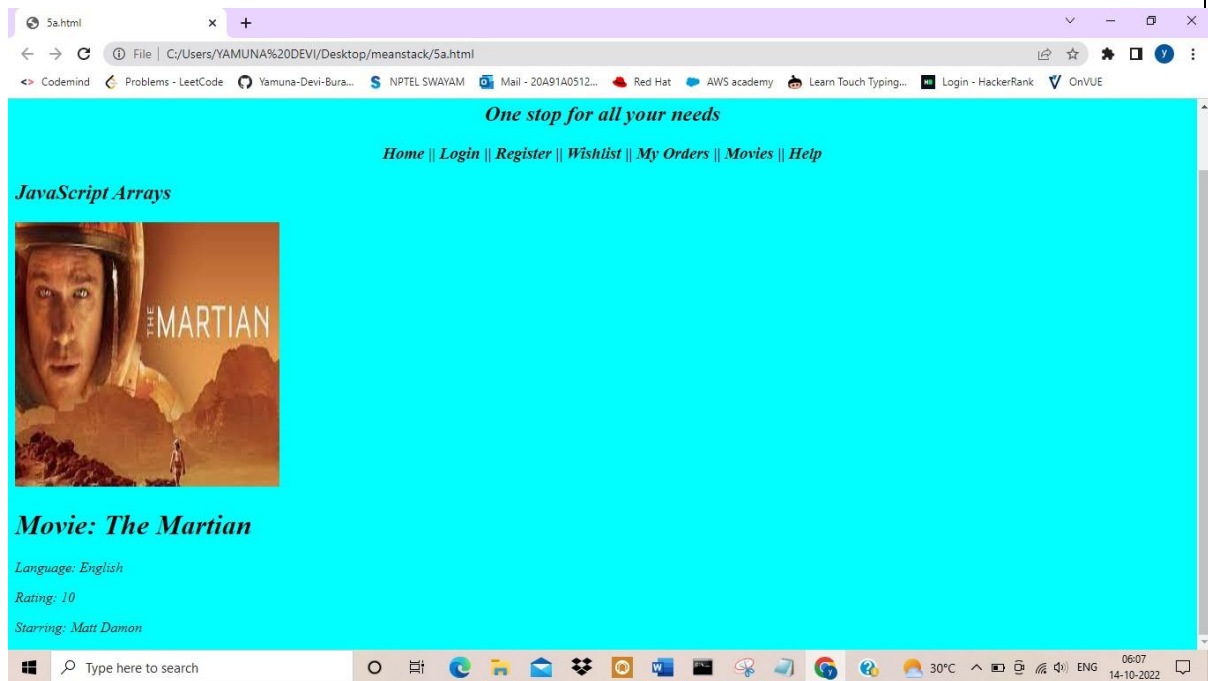 5a.html
File | C:/Users/YAMUNA%20DEVI/Desktop/meanstack/5a.html
Y
<> Codemind Problems - LeetCode Yamuna-Devi-Bura... S NPTEL SWAYAM Mail - 20A91A0512... Red Hat AWS academy Learn Touch Typing... Login - HackerRank OnVUE
One stop for all your needs
Home || Login || Register || Wishlist || My Orders || Movies || Help
JavaScript Arrays
THE MARTIAN
Movie: The Martian
Language: English
Rating: 10
Starring: Matt Damon
Type here to search 30°C ENG 06:07
14-10-2022